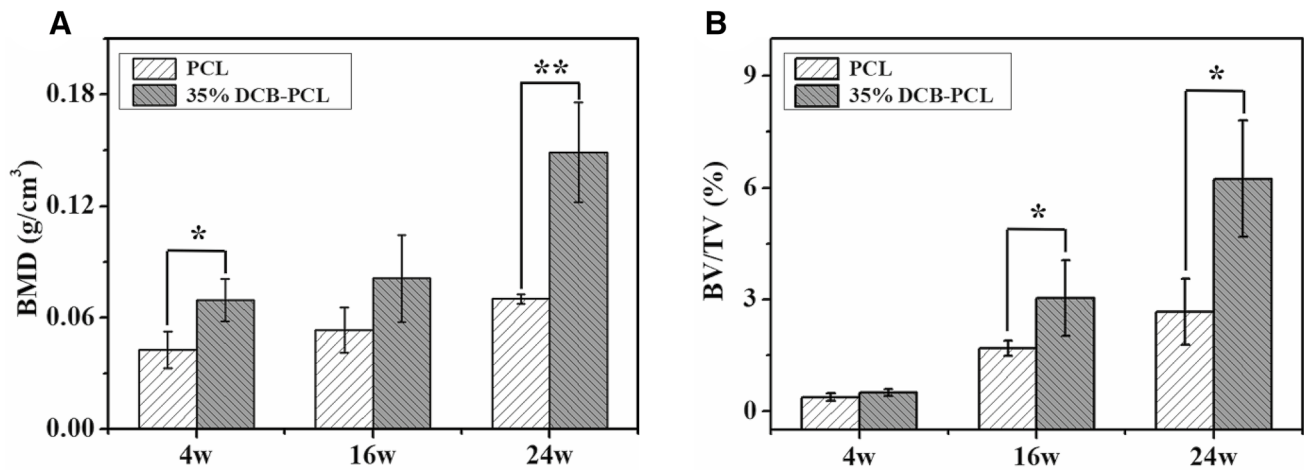 A
PCL
35% DCB-PCL
BMD (g/cm³)
0.18
0.12
0.06
0.00
*
**
4w
16w
24w
B
PCL
35% DCB-PCL
BV/TV (%)
9
6
3
0
*
*
4w
16w
24w